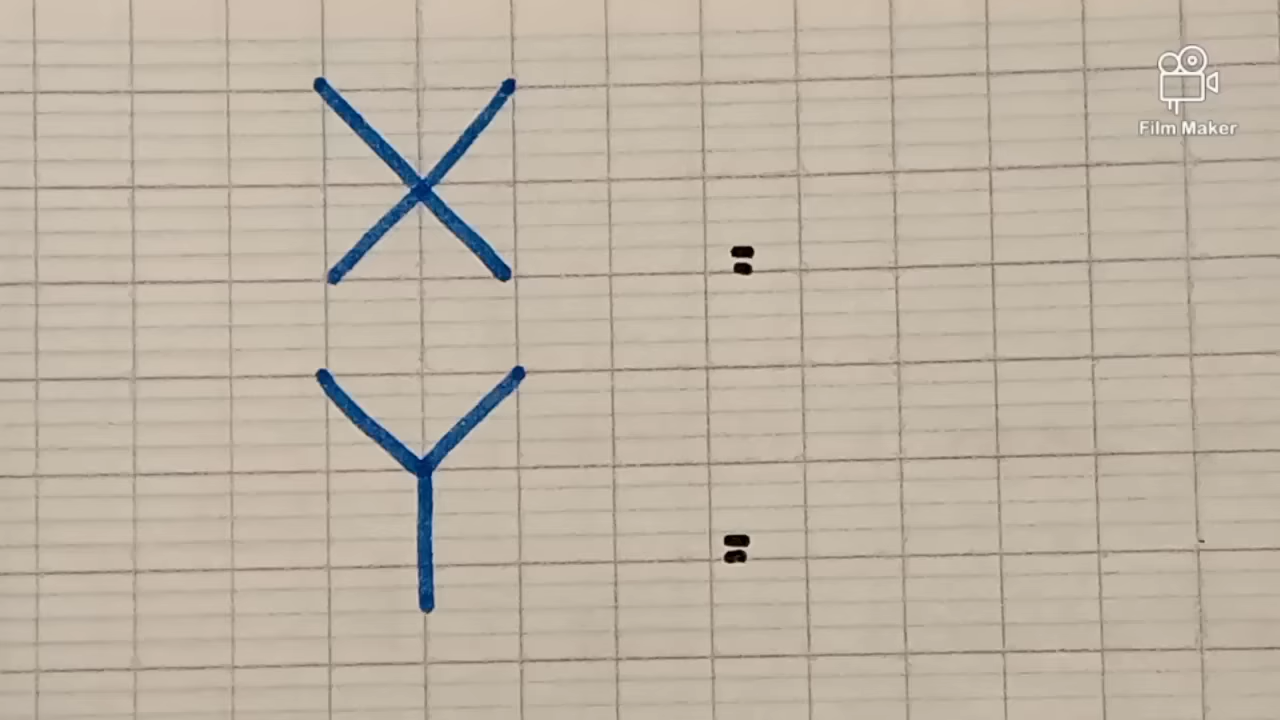 X =
Y =
Film Maker